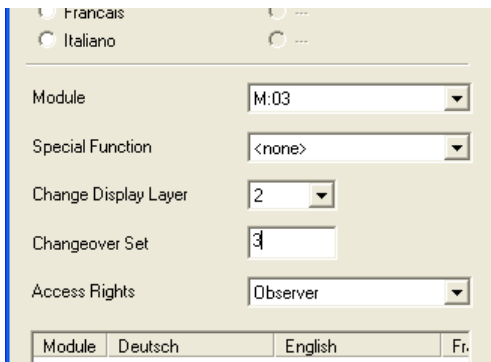 Francais ---
Italiano ---
Module M:03
Special Function <none>
Change Display Layer 2
Changeover Set 3
Access Rights Observer
Module Deutsch English Fr